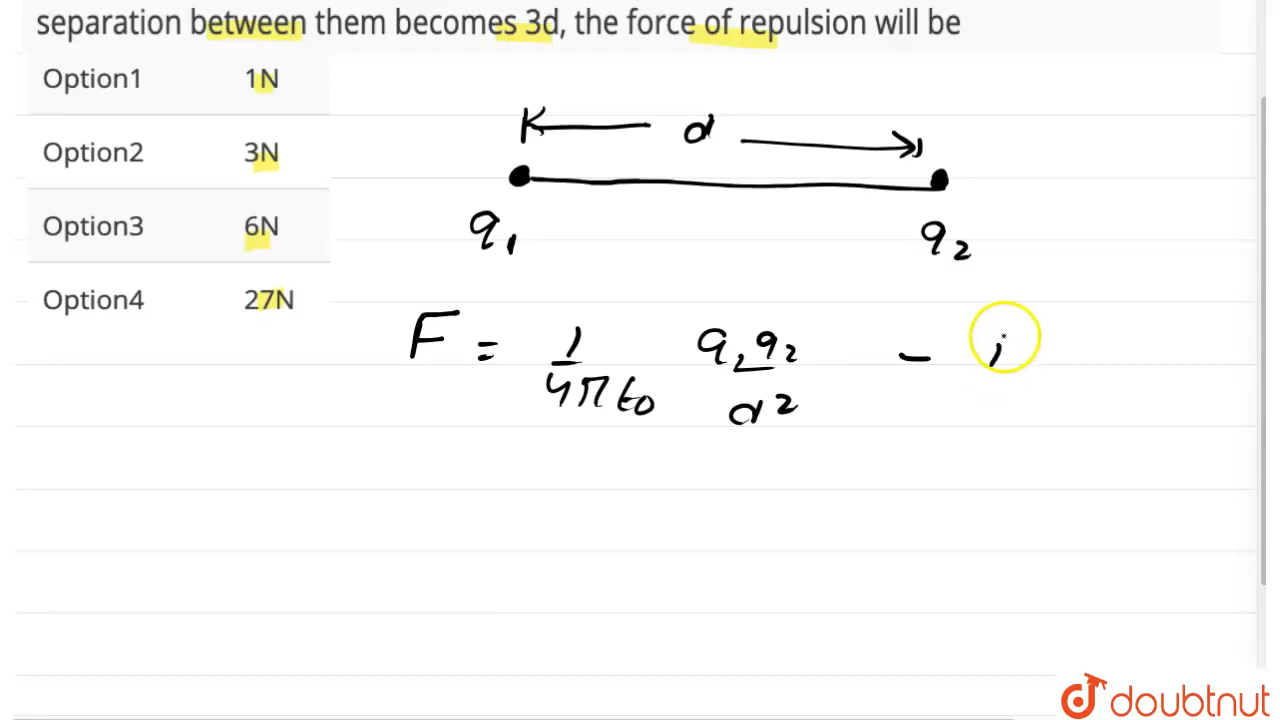 separation between them becomes 3d, the force of repulsion will be
Option1 1N
Option2 3N
Option3 6N
Option4 27N
d
q1 q2
F = 1/4πε0 q1q2/d2 - i
doubtnut